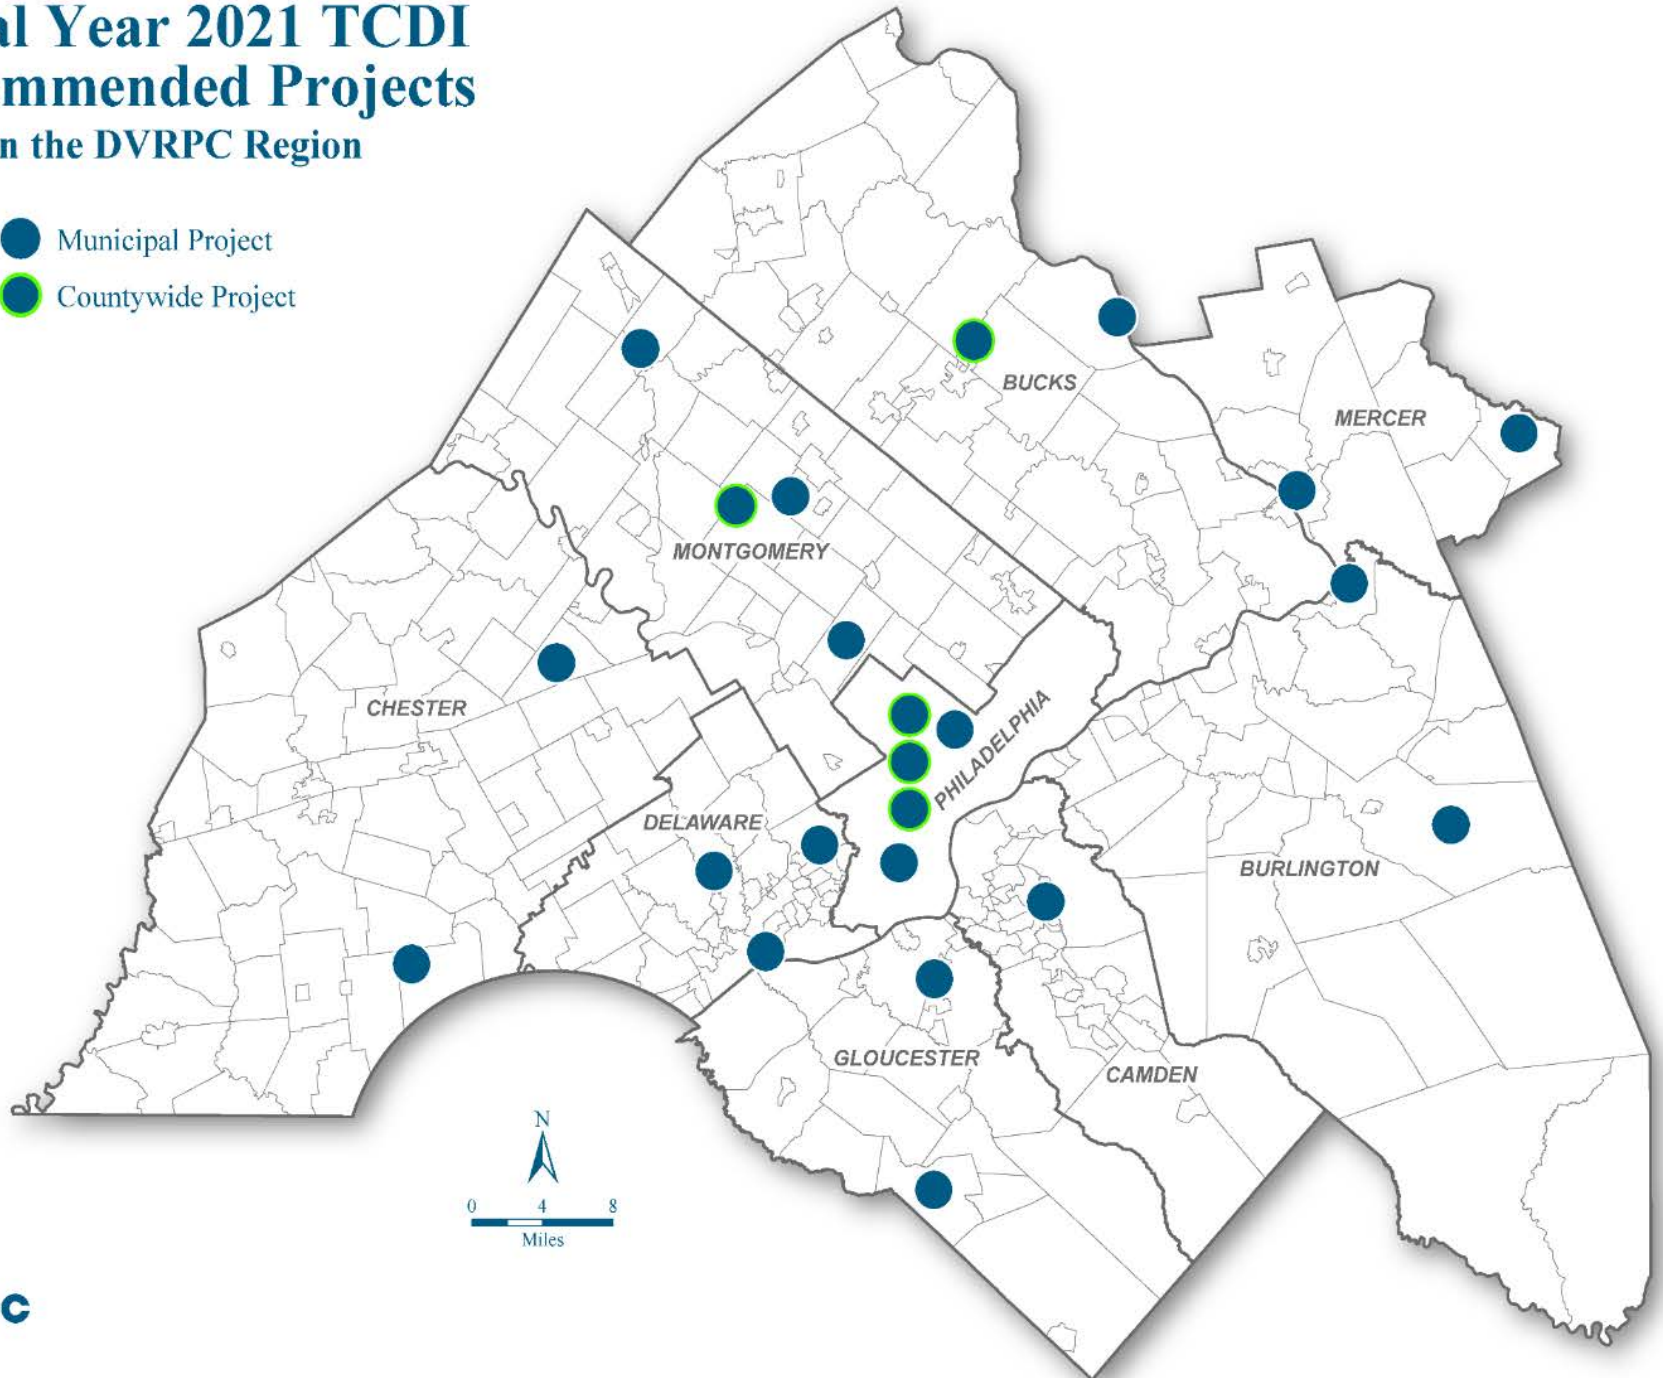 al Year 2021 TCDI
mmended Projects
n the DVRPC Region
Municipal Project
Countywide Project
BUCKS
MERCER
MONTGOMERY
CHESTER
PHILADELPHIA
DELAWARE
BURLINGTON
GLOUCESTER
CAMDEN
N
0 4 8
Miles
c